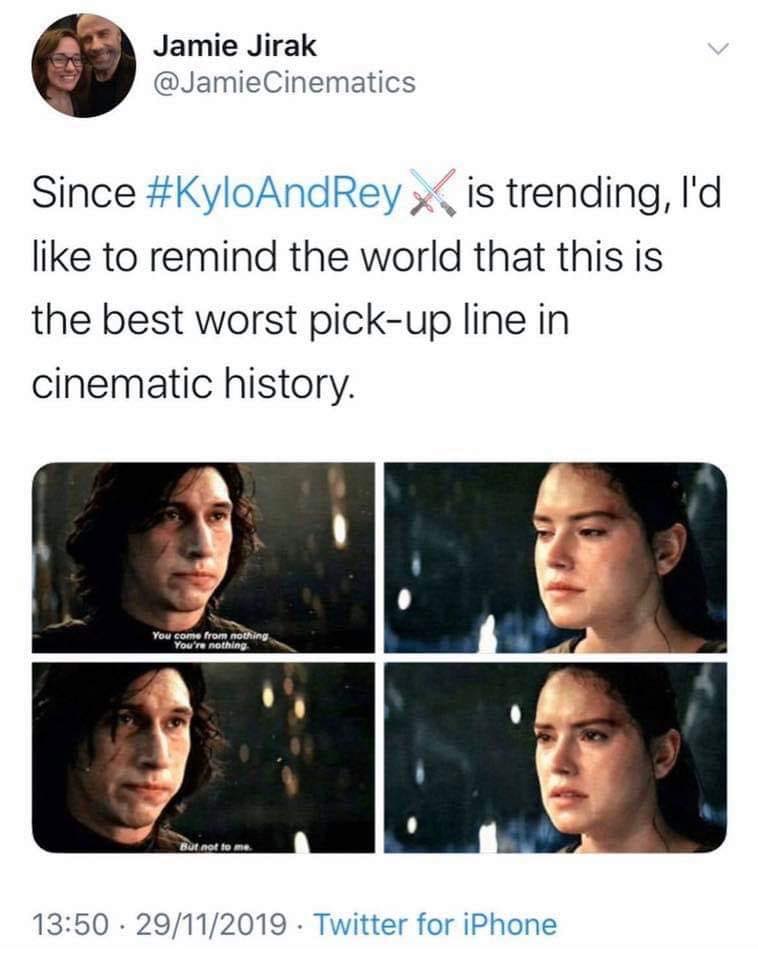 Jamie Jirak
@JamieCinematics
Since #KyloAndRey is trending, I'd
like to remind the world that this is
the best worst pick-up line in
cinematic history.
You come from nothing
You're nothing.
But not to me.
13:50 · 29/11/2019 · Twitter for iPhone